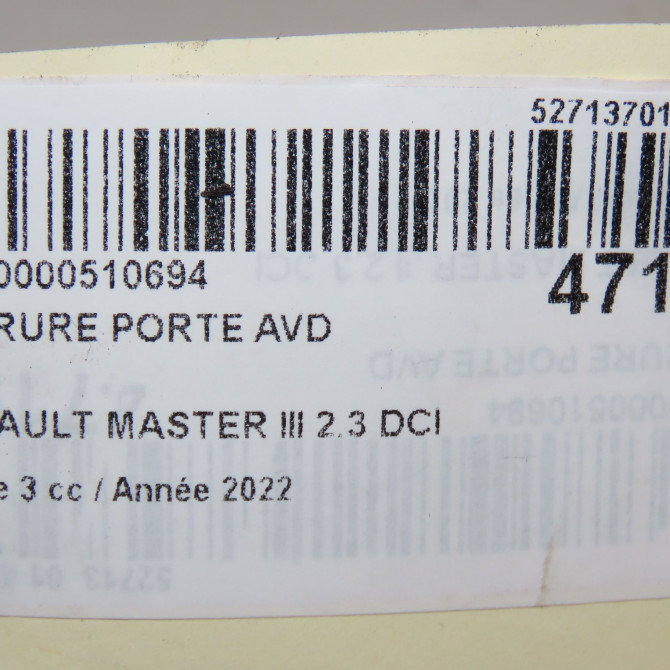 52713701
0000510694
471
RURE PORTE AVD
AULT MASTER III 2.3 DCI
e 3 cc / Année 2022